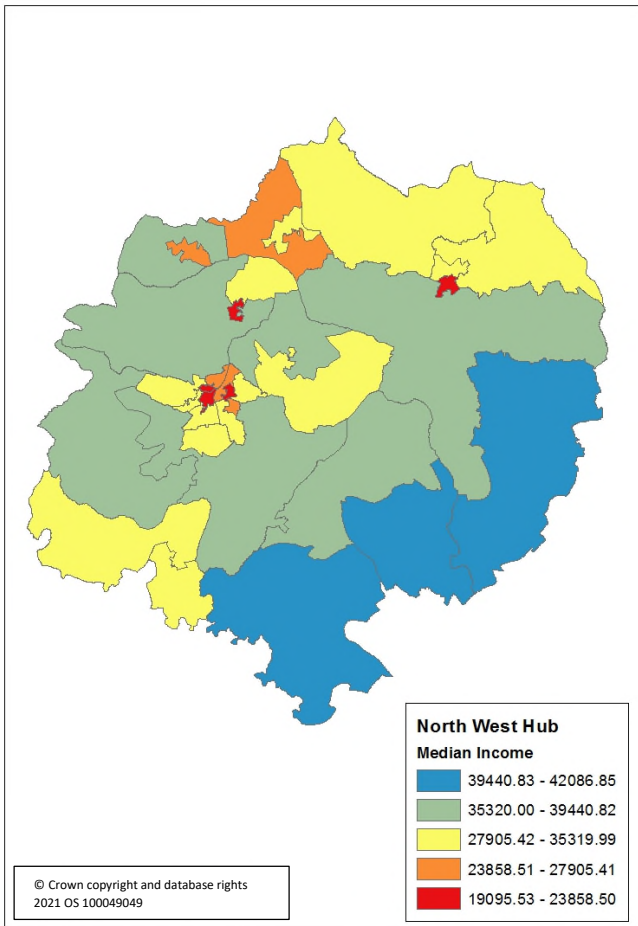 North West Hub
Median Income
39440.83 - 42086.85
35320.00 - 39440.82
27905.42 - 35319.99
23858.51 - 27905.41
19095.53 - 23858.50
© Crown copyright and database rights
2021 OS 100049049